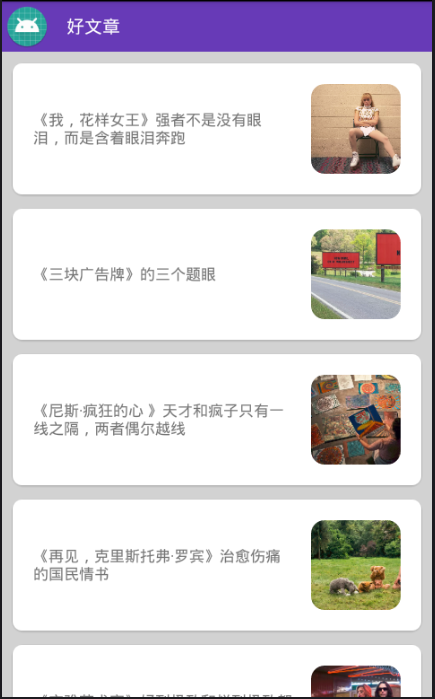 好文章
《我，花样女王》强者不是没有眼
泪，而是含着眼泪奔跑
《三块广告牌》的三个题眼
《尼斯·疯狂的心 》天才和疯子只有一
线之隔，两者偶尔越线
《再见，克里斯托弗·罗宾》治愈伤痛
的国民情书